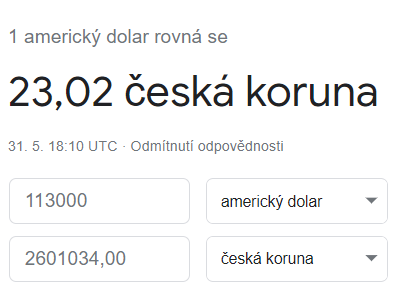 1 americký dolar rovná se
23,02 česká koruna
31. 5. 18:10 UTC · Odmítnutí odpovědnosti
113000 americký dolar
2601034,00 česká koruna